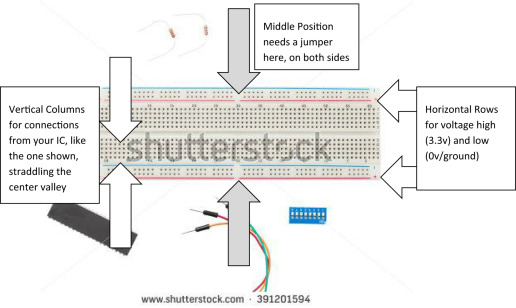 Middle Position
needs a jumper
here, on both sides
Vertical Columns
for connections
from your IC, like
the one shown,
straddling the
center valley
Horizontal Rows
for voltage high
(3.3v) and low
(0v/ground)
shutterstock
www.shutterstock.com · 391201594